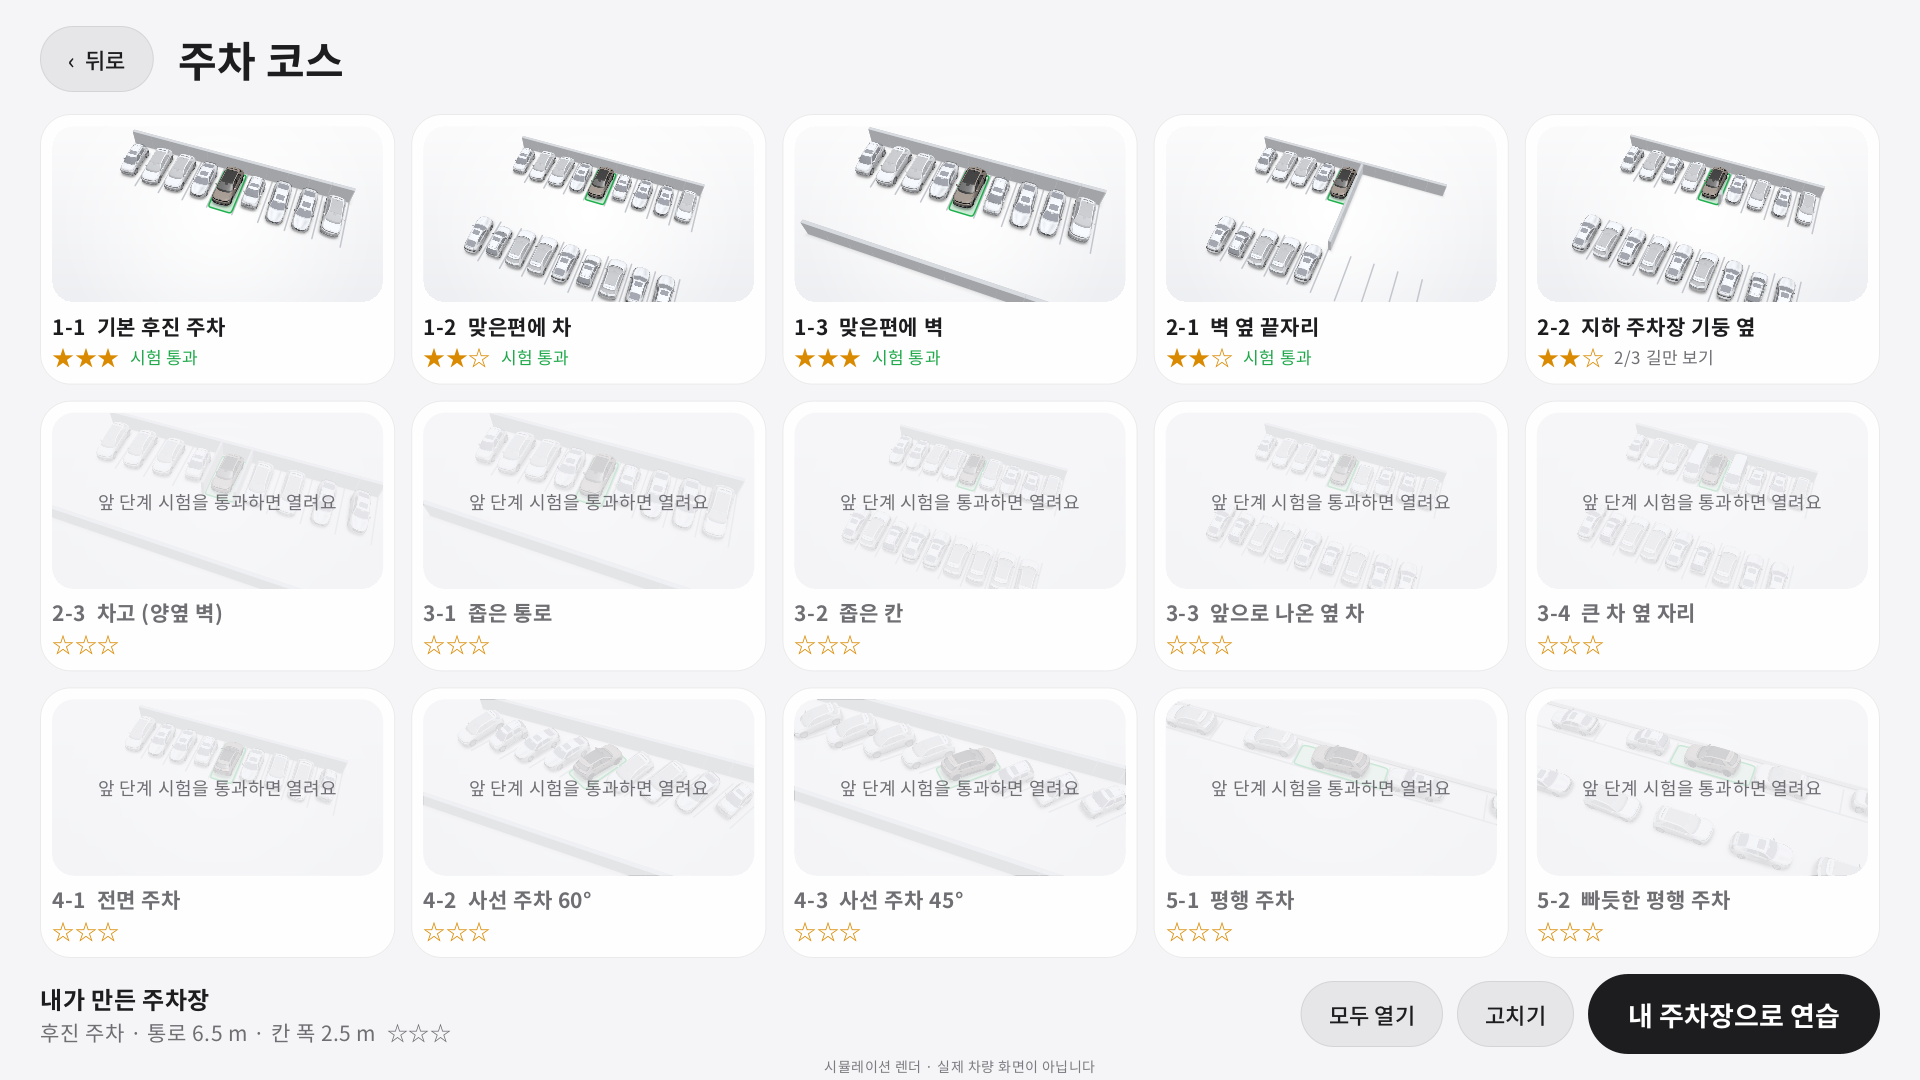 ‹ 뒤로
주차 코스
1-1 기본 후진 주차
★★★ 시험 통과
1-2 맞은편에 차
★★☆ 시험 통과
1-3 맞은편에 벽
★★★ 시험 통과
2-1 벽 옆 끝자리
★★☆ 시험 통과
2-2 지하 주차장 기둥 옆
★★☆ 2/3 길만 보기
앞 단계 시험을 통과하면 열려요
2-3 차고 (양옆 벽)
☆☆☆
앞 단계 시험을 통과하면 열려요
3-1 좁은 통로
☆☆☆
앞 단계 시험을 통과하면 열려요
3-2 좁은 칸
☆☆☆
앞 단계 시험을 통과하면 열려요
3-3 앞으로 나온 옆 차
☆☆☆
앞 단계 시험을 통과하면 열려요
3-4 큰 차 옆 자리
☆☆☆
앞 단계 시험을 통과하면 열려요
4-1 전면 주차
☆☆☆
앞 단계 시험을 통과하면 열려요
4-2 사선 주차 60°
☆☆☆
앞 단계 시험을 통과하면 열려요
4-3 사선 주차 45°
☆☆☆
앞 단계 시험을 통과하면 열려요
5-1 평행 주차
☆☆☆
앞 단계 시험을 통과하면 열려요
5-2 빠듯한 평행 주차
☆☆☆
내가 만든 주차장
후진 주차 · 통로 6.5 m · 칸 폭 2.5 m ☆☆☆
모두 열기
고치기
내 주차장으로 연습
시뮬레이션 렌더 · 실제 차량 화면이 아닙니다